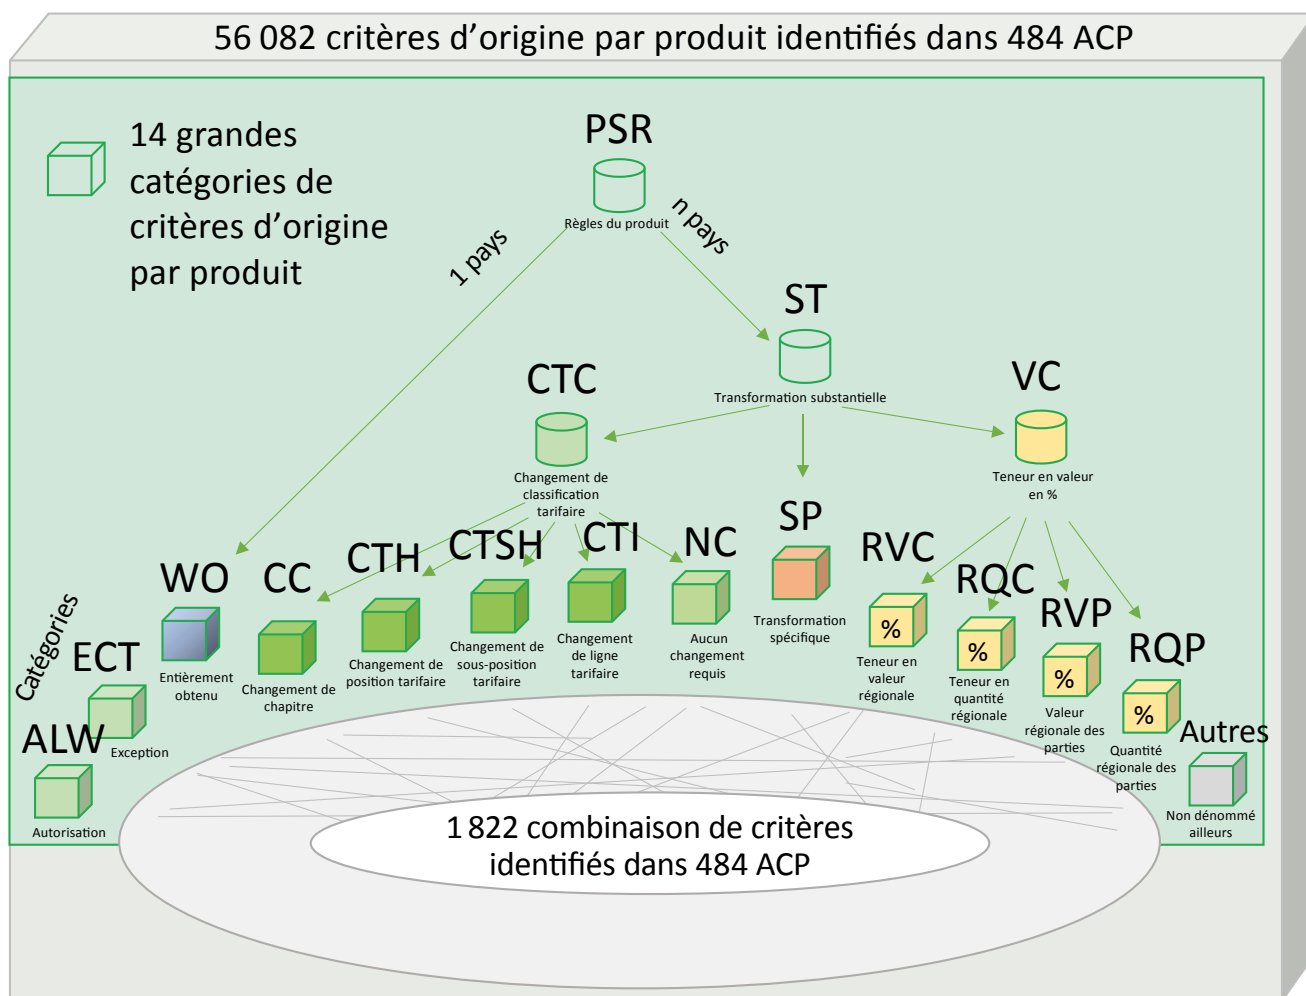 56 082 critères d’origine par produit identifiés dans 484 ACP
14 grandes
catégories de
critères d’origine
par produit
PSR
Règles du produit
1 pays
n pays
ST
Transformation substantielle
CTC
Changement de
classification
tarifaire
VC
Teneur en valeur
en %
WO
Entièrement
obtenu
CC
Changement de
chapitre
CTH
Changement de
position tarifaire
CTSH
Changement de
sous-position
tarifaire
CTI
Changement
de ligne
tarifaire
NC
Aucun
changement
requis
SP
Transformation
spécifique
RVC
%
Teneur en
valeur
régionale
RQC
%
Teneur en
quantité
régionale
RVP
%
Valeur
régionale des
parties
RQP
%
Quantité
régionale des
parties
Autres
Non dénommé
ailleurs
Catégories
ECT
Exception
ALW
Autorisation
1 822 combinaison de critères
identifiés dans 484 ACP